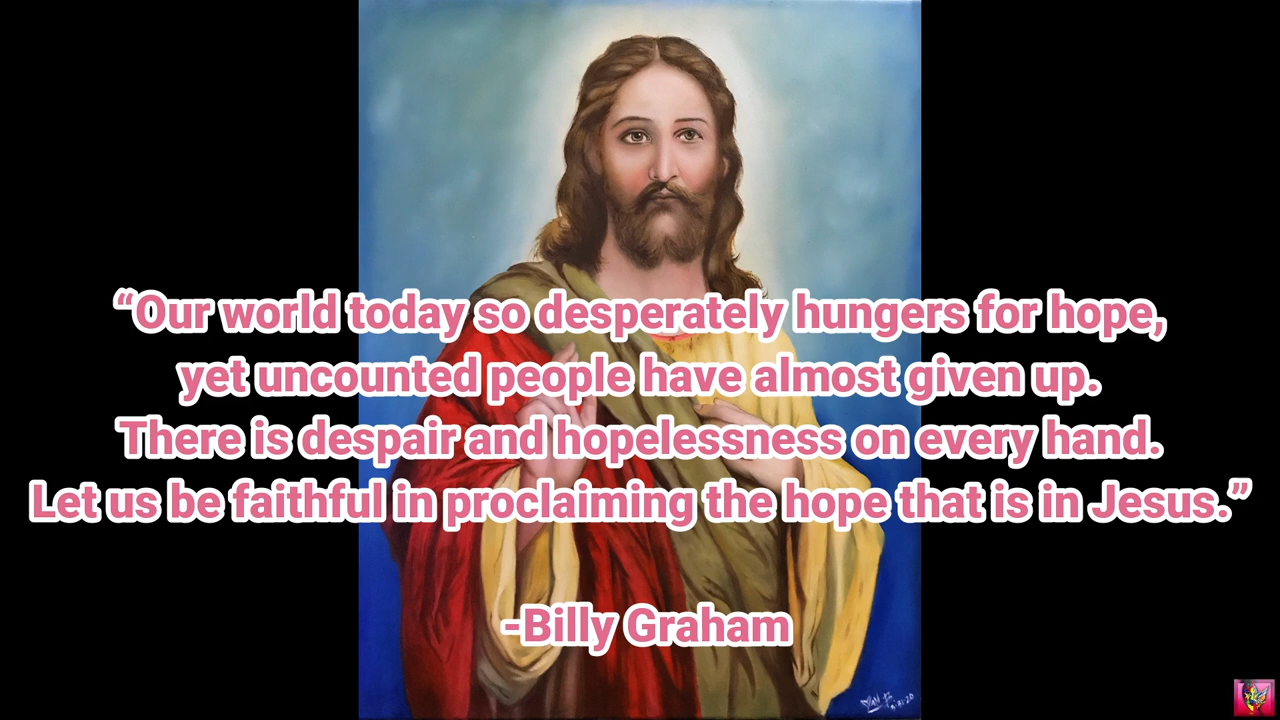 “Our world today so desperately hungers for hope,
yet uncounted people have almost given up.
There is despair and hopelessness on every hand.
Let us be faithful in proclaiming the hope that is in Jesus.”
-Billy Graham